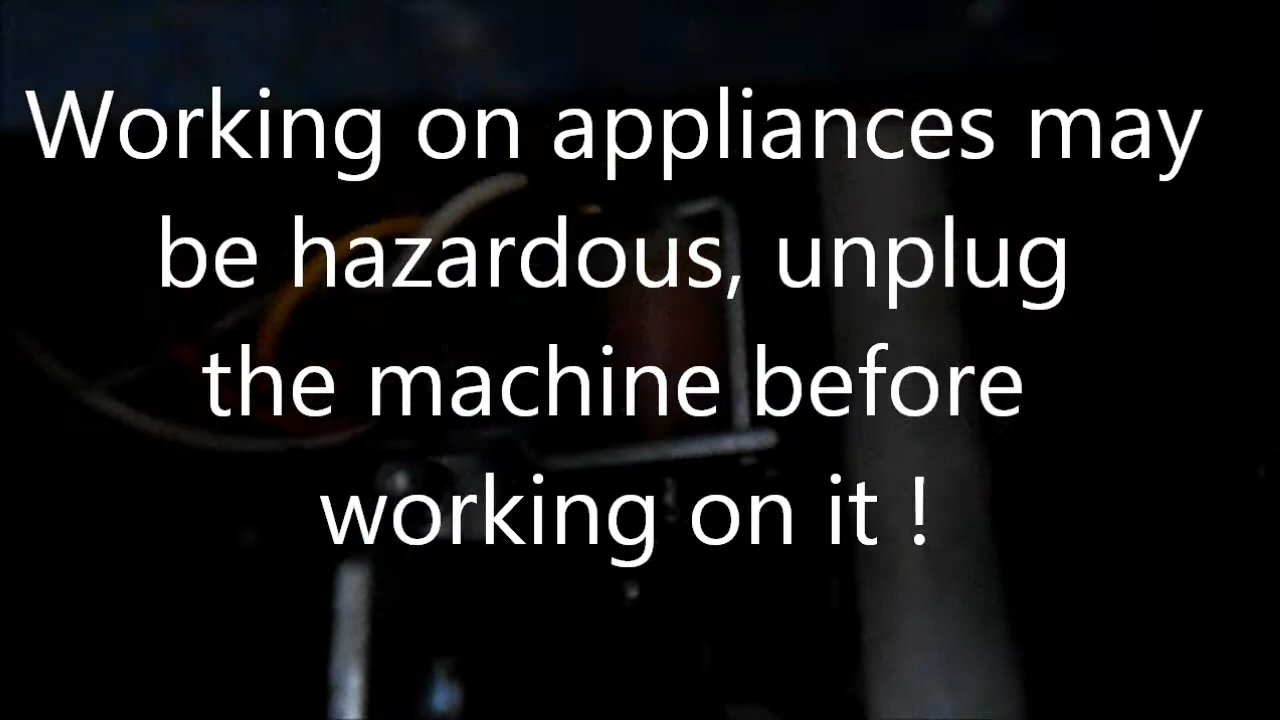 Working on appliances may
be hazardous, unplug
the machine before
working on it !